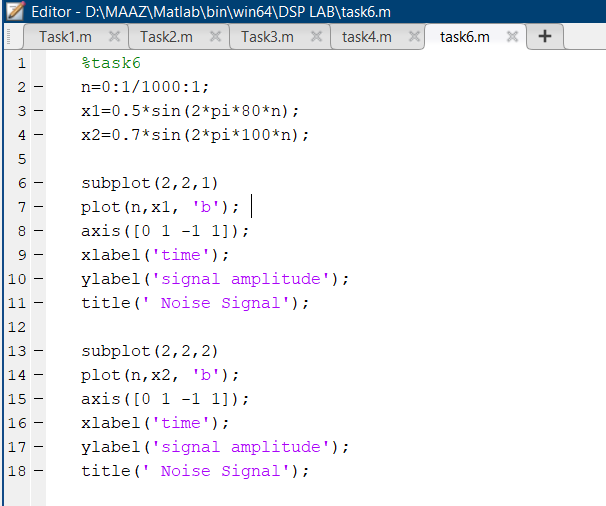 Editor - D:\MAAZ\Matlab\bin\win64\DSP LAB\task6.m
Task1.m Task2.m Task3.m task4.m task6.m
1 %task6
2 n=0:1/1000:1;
3 x1=0.5*sin(2*pi*80*n);
4 x2=0.7*sin(2*pi*100*n);
5
6 subplot(2,2,1)
7 plot(n,x1, 'b');
8 axis([0 1 -1 1]);
9 xlabel('time');
10 ylabel('signal amplitude');
11 title(' Noise Signal');
12
13 subplot(2,2,2)
14 plot(n,x2, 'b');
15 axis([0 1 -1 1]);
16 xlabel('time');
17 ylabel('signal amplitude');
18 title(' Noise Signal');